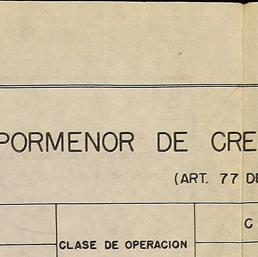 PORMENOR DE CRE
(ART. 77 DE
C
CLASE DE OPERACION